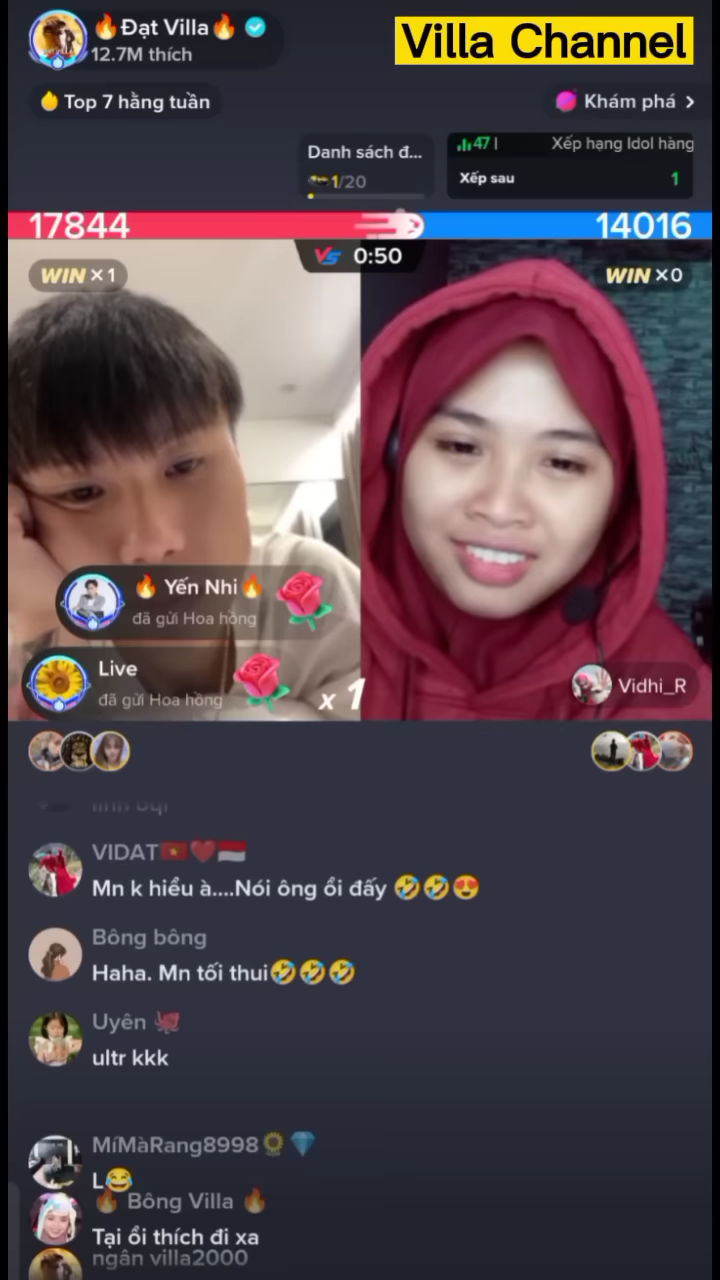 🔥Đạt Villa🔥
12.7M thích
Villa Channel
Top 7 hằng tuần
Khám phá >
Danh sách đ...
1/20
47
Xếp hạng Idol hàng
Xếp sau
1
17844
14016
WIN x1
VS 0:50
WIN x0
🔥 Yến Nhi🔥
đã gửi Hoa hồng
Live
đã gửi Hoa hồng
x 1
Vidhi_R
VIDAT🇻🇳❤️🇮🇩
Mn k hiểu à....Nói ông ổi đấy 🤣🤣😍
Bông bông
Haha. Mn tối thui🤣🤣🤣
Uyên 🦑
ultr kkk
MíMàRang8998🌻💎
L😂
🔥 Bông Villa 🔥
Tại ổi thích đi xa
ngân villa2000